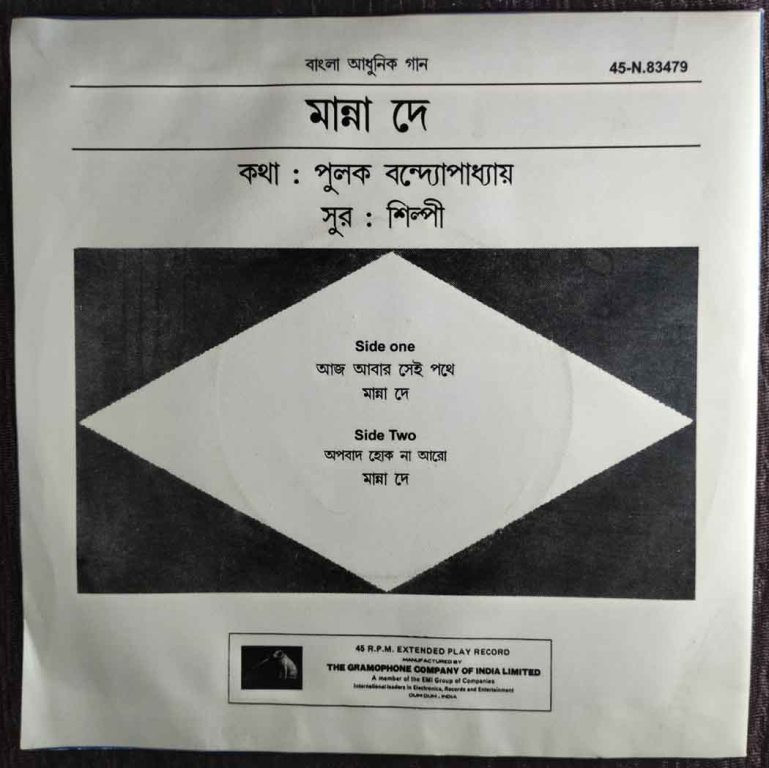 বাংলা আধুনিক গান
45-N.83479
মান্না দে
কথা : পুলক বন্দ্যোপাধ্যায়
সুর : শিল্পী
Side one
আজ আবার সেই পথে
মান্না দে
Side Two
অপবাদ হোক না আরো
মান্না দে
45 R.P.M. EXTENDED PLAY RECORD
MANUFACTURED BY
THE GRAMOPHONE COMPANY OF INDIA LIMITED
A member of the EMI Group of Companies
International leaders in Electronics, Records and Entertainment
DUM DUM . INDIA